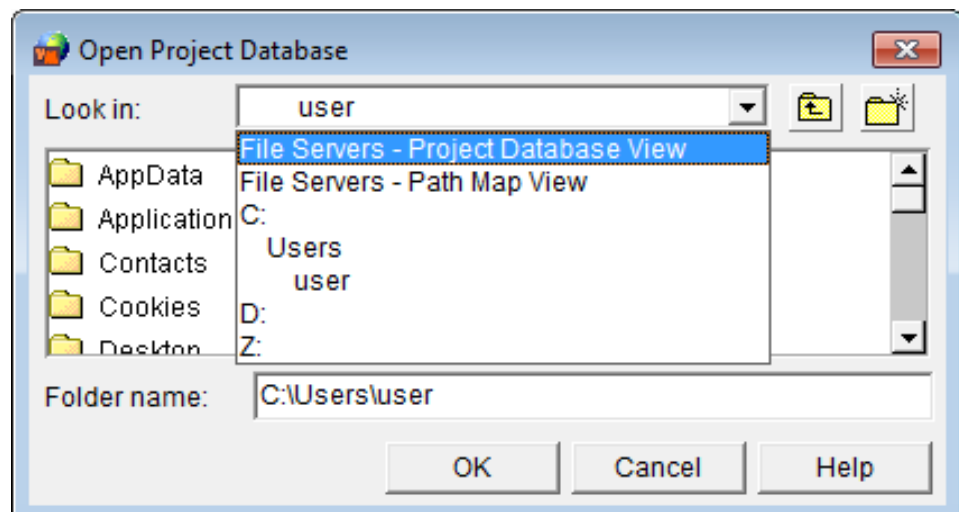 Open Project Database
Look in:
user
File Servers - Project Database View
File Servers - Path Map View
C:
Users
user
D:
Z:
AppData
Application
Contacts
Cookies
Desktop
Folder name:
C:\Users\user
OK
Cancel
Help